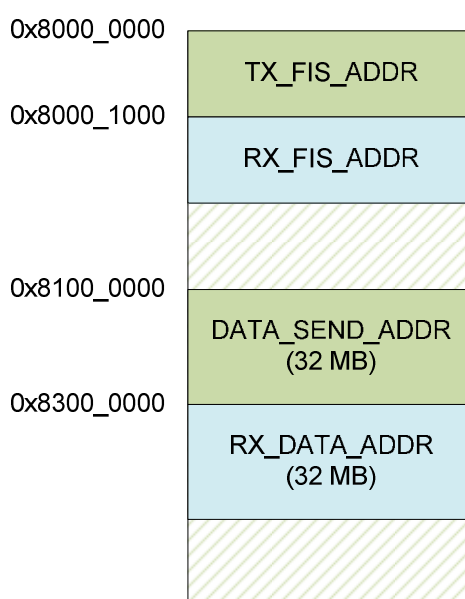 0x8000_0000
TX_FIS_ADDR
0x8000_1000
RX_FIS_ADDR
0x8100_0000
DATA_SEND_ADDR
(32 MB)
0x8300_0000
RX_DATA_ADDR
(32 MB)